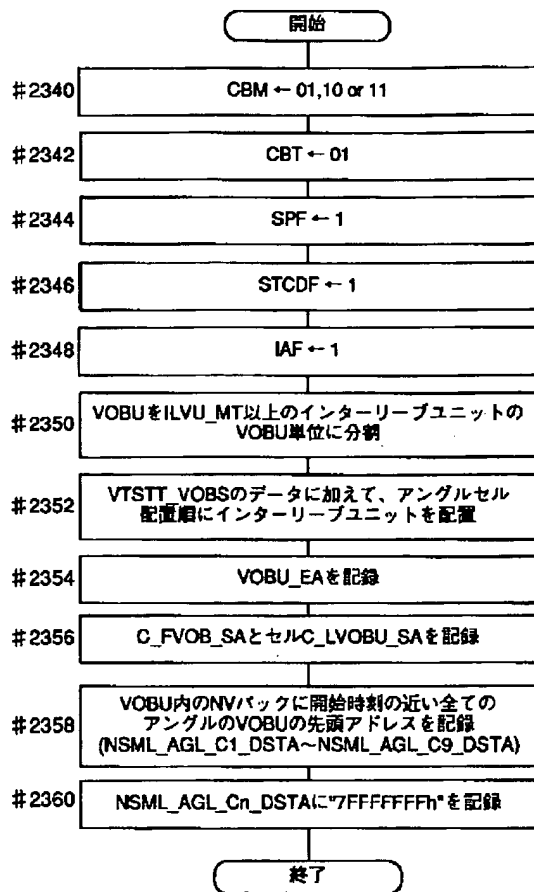 開始
#2340
CBM ← 01,10 or 11
#2342
CBT ← 01
#2344
SPF ← 1
#2346
STCDF ← 1
#2348
IAF ← 1
#2350
VOBUをILVU_MT以上のインターリーブユニットの
VOBU単位に分割
#2352
VTSTT_VOBSのデータに加えて、アングルセル
配置順にインターリーブユニットを配置
#2354
VOBU_EAを記録
#2356
C_FVOB_SAとセルC_LVOBU_SAを記録
#2358
VOBU内のNVパックに開始時刻の近い全ての
アングルのVOBUの先頭アドレスを記録
(NSML_AGL_C1_DSTA～NSML_AGL_C9_DSTA)
#2360
NSML_AGL_Cn_DSTAに"7FFFFFFFh"を記録
終了